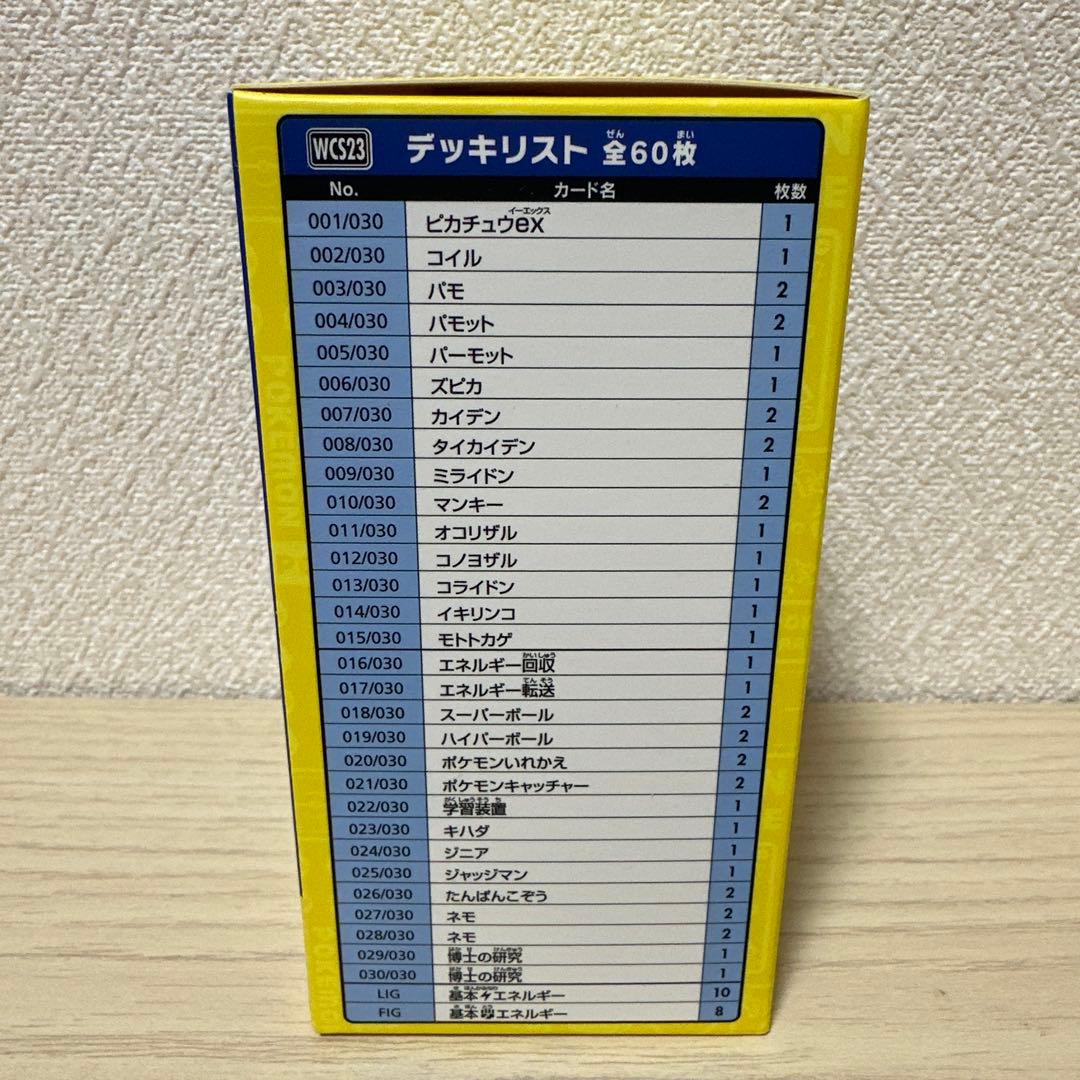 WCS23 デッキリスト 全60枚
No. カード名 枚数
001/030 ピカチュウex 1
002/030 コイル 1
003/030 パモ 2
004/030 パモット 2
005/030 パーモット 1
006/030 ズピカ 1
007/030 カイデン 2
008/030 タイカイデン 2
009/030 ミライドン 1
010/030 マンキー 2
011/030 オコリザル 1
012/030 コノヨザル 1
013/030 コライドン 1
014/030 イキリンコ 1
015/030 モトトカゲ 1
016/030 エネルギー回収 1
017/030 エネルギー転送 1
018/030 スーパーボール 2
019/030 ハイパーボール 2
020/030 ポケモンいれかえ 2
021/030 ポケモンキャッチャー 2
022/030 学習装置 1
023/030 キハダ 1
024/030 ジニア 1
025/030 ジャッジマン 1
026/030 たんぱんこぞう 2
027/030 ネモ 2
028/030 ネモ 2
029/030 博士の研究 1
030/030 博士の研究 1
LIG 基本エネルギー 10
FIG 基本エネルギー 8
POKEMON